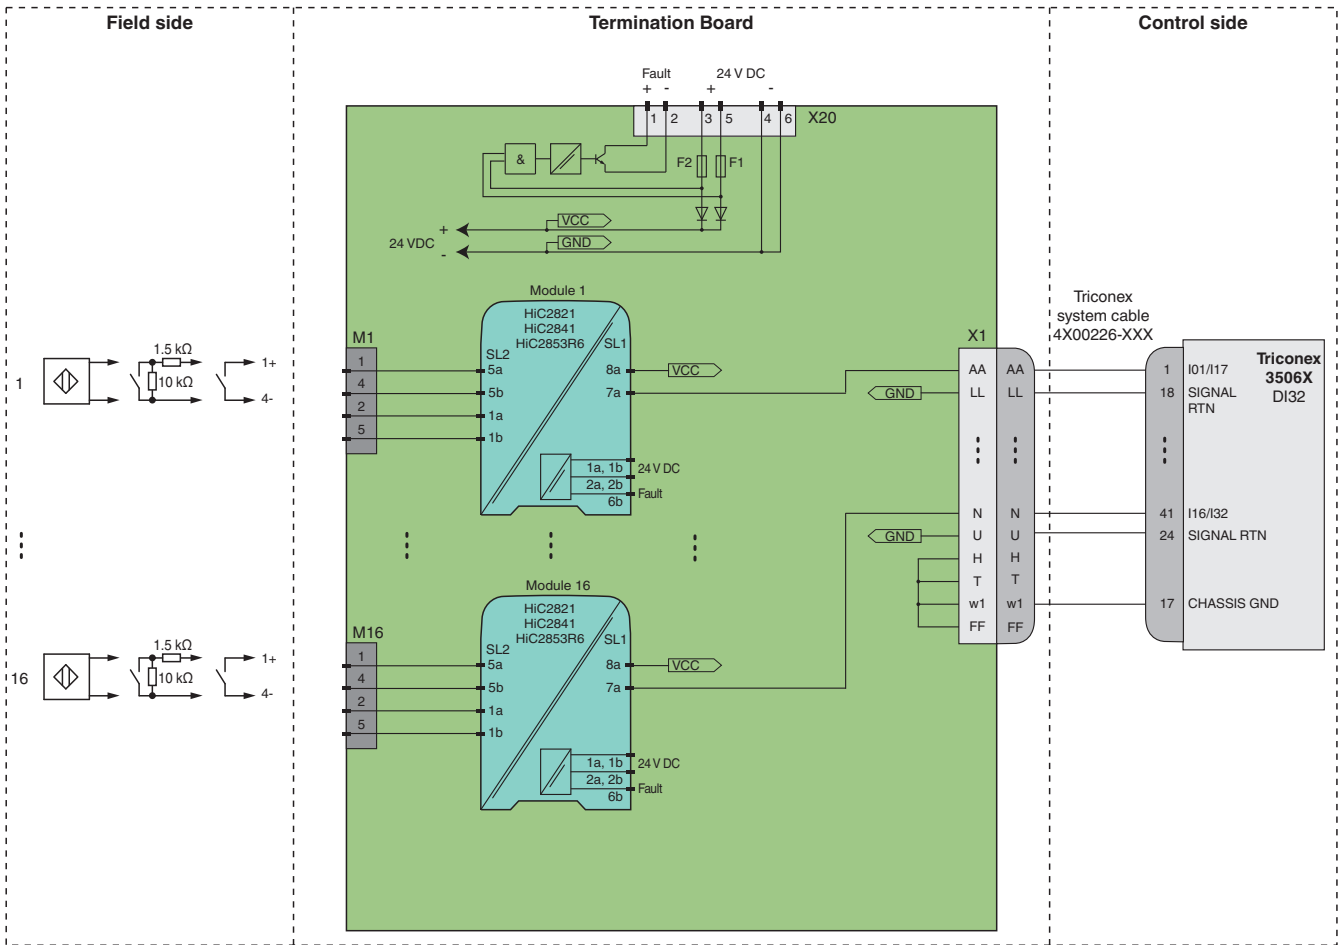 Field side
Termination Board
Control side
Fault
24 V DC
+ - + -
1 2 3 5 4 6
X20
&
F2
F1
VCC
+
24 VDC
-
GND
Module 1
HiC2821
HiC2841
HiC2853R6
SL2
SL1
M1
1
4
2
5
5a
5b
1a
1b
8a
7a
VCC
1a, 1b
24 V DC
2a, 2b
Fault
6b
1
1.5 kΩ
10 kΩ
1+
4-
X1
AA AA
LL LL
GND
Triconex
system cable
4X00226-XXX
1
18
I01/I17
SIGNAL
RTN
Triconex
3506X
DI32
N N
U U
H H
T T
w1 w1
FF FF
GND
41 I16/I32
24 SIGNAL RTN
17 CHASSIS GND
Module 16
HiC2821
HiC2841
HiC2853R6
SL2
SL1
M16
1
4
2
5
5a
5b
1a
1b
8a
7a
VCC
1a, 1b
24 V DC
2a, 2b
Fault
6b
16
1.5 kΩ
10 kΩ
1+
4-